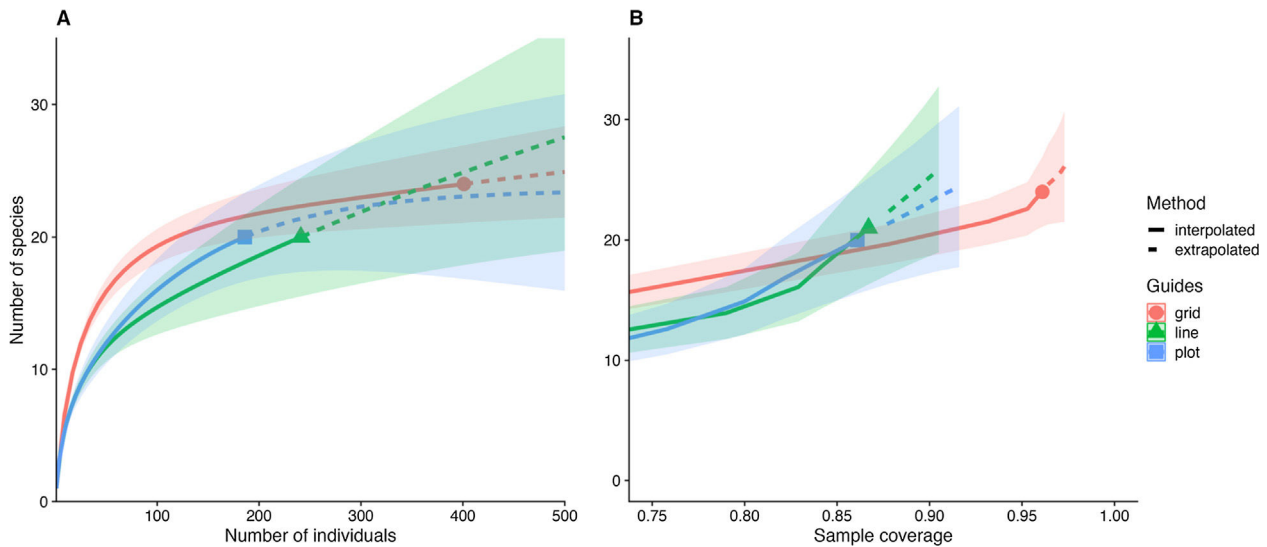 A
30
20
10
0
Number of species
100
200
300
400
500
Number of individuals
B
30
20
10
0
0.75
0.80
0.85
0.90
0.95
1.00
Sample coverage
Method
interpolated
extrapolated
Guides
grid
line
plot